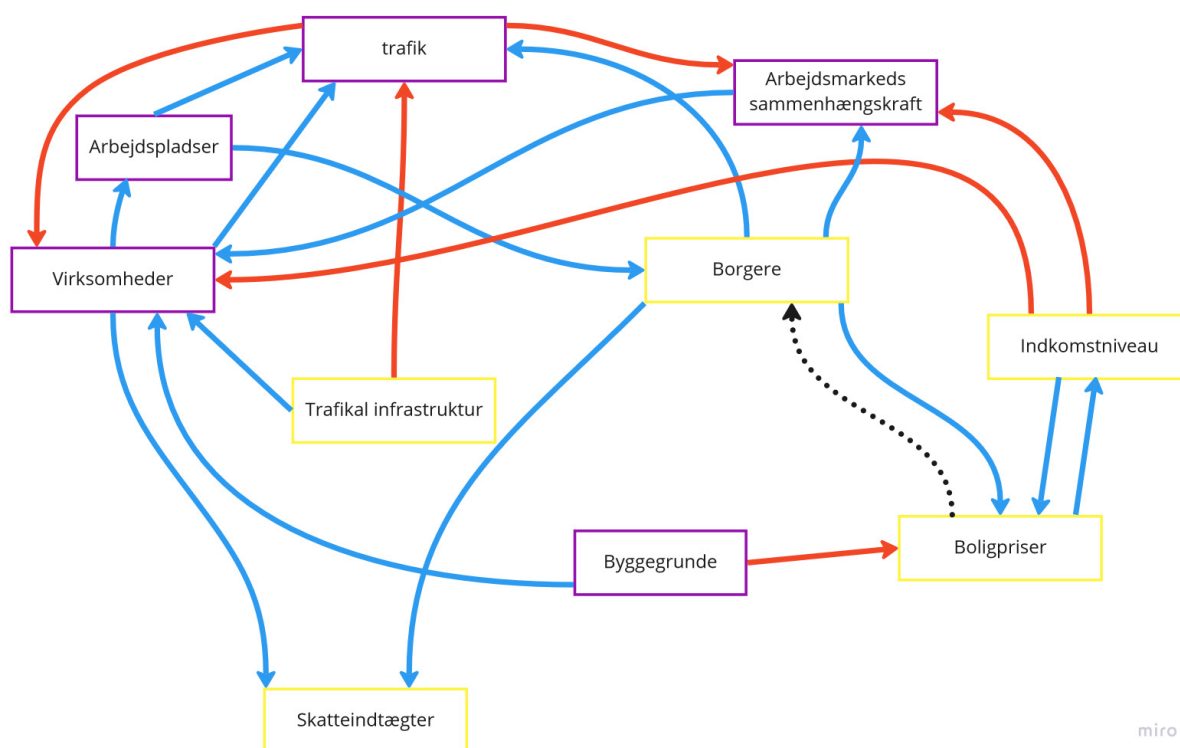 trafik
Arbejdsmarkeds
sammenhængskraft
Arbejdspladser
Virksomheder
Borgere
Indkomstniveau
Trafikal infrastruktur
Boligpriser
Byggegrunde
Skatteindtægter
miro